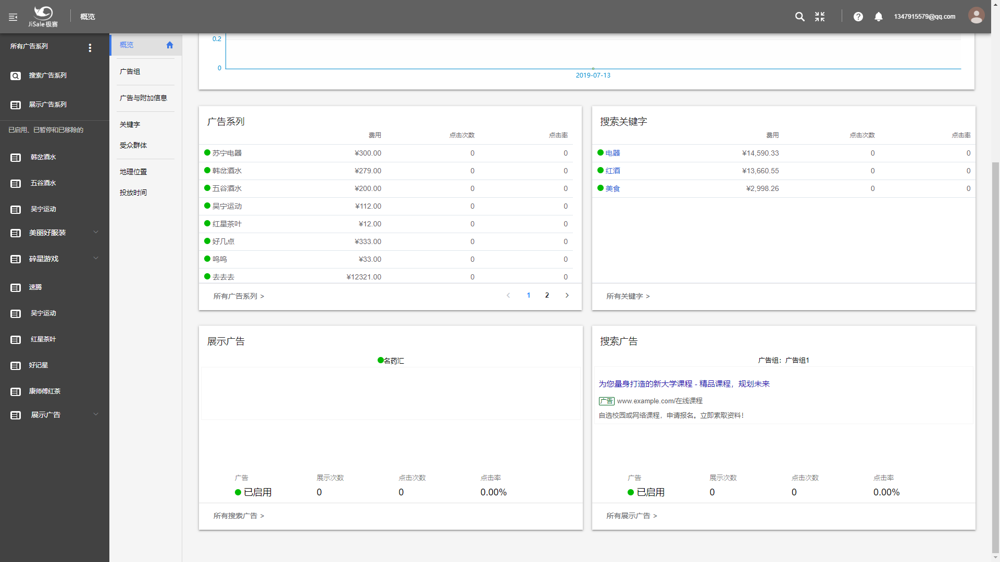 JiSale极赛
概览
1347915579@qq.com
所有广告系列
搜索广告系列
展示广告系列
已启用、已暂停和已移除的
韩岔酒水
五谷酒水
吴宁运动
美丽好服装
碎星游戏
速腾
吴宁运动
红星茶叶
好记星
康师傅红茶
展示广告
概览
广告组
广告与附加信息
关键字
受众群体
地理位置
投放时间
0.2
0
2019-07-13
广告系列
费用 点击次数 点击率
苏宁电器 ¥300.00 0 0
韩岔酒水 ¥279.00 0 0
五谷酒水 ¥200.00 0 0
吴宁运动 ¥112.00 0 0
红星茶叶 ¥12.00 0 0
好几点 ¥333.00 0 0
呜呜 ¥33.00 0 0
去去去 ¥12321.00 0 0
所有广告系列 > < 1 2 >
搜索关键字
费用 点击次数 点击率
电器 ¥14,590.33 0 0
红酒 ¥13,660.55 0 0
美食 ¥2,998.26 0 0
所有关键字 >
展示广告
名药汇
广告 展示次数 点击次数 点击率
已启用 0 0 0.00%
所有搜索广告 >
搜索广告
广告组：广告组1
为您量身打造的新大学课程 - 精品课程，规划未来
广告 www.example.com/在线课程
自选校园或网络课程，申请报名。立即索取资料！
广告 展示次数 点击次数 点击率
已启用 0 0 0.00%
所有展示广告 >